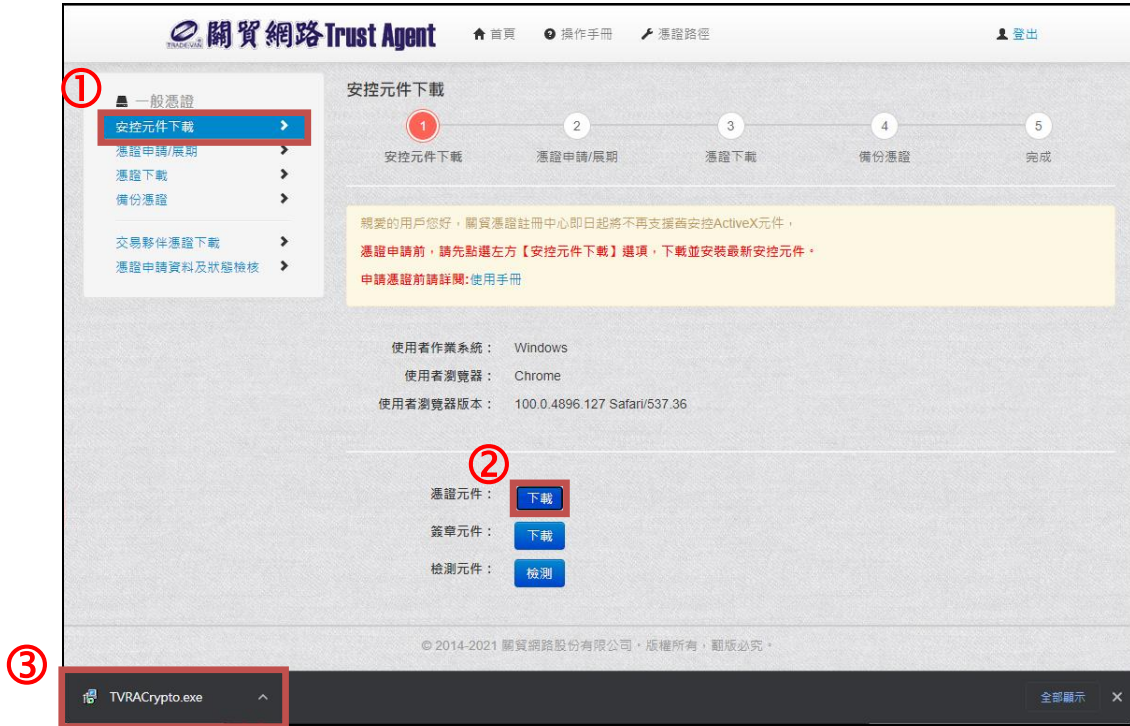 TRADE-VAN 關貿網路Trust Agent 首頁 操作手冊 憑證路徑 登出
①
一般憑證
安控元件下載
憑證申請/展期
憑證下載
備份憑證
交易夥伴憑證下載
憑證申請資料及狀態檢核
安控元件下載
1 2 3 4 5
安控元件下載 憑證申請/展期 憑證下載 備份憑證 完成
親愛的用戶您好,關貿憑證註冊中心即日起將不再支援舊安控ActiveX元件,
憑證申請前,請先點選左方【安控元件下載】選項,下載並安裝最新安控元件。
申請憑證前請詳閱:使用手冊
使用者作業系統: Windows
使用者瀏覽器: Chrome
使用者瀏覽器版本: 100.0.4896.127 Safari/537.36
②
憑證元件: 下載
簽章元件: 下載
檢測元件: 檢測
© 2014-2021 關貿網路股份有限公司。版權所有,翻版必究。
③
TVRACrypto.exe 全部顯示